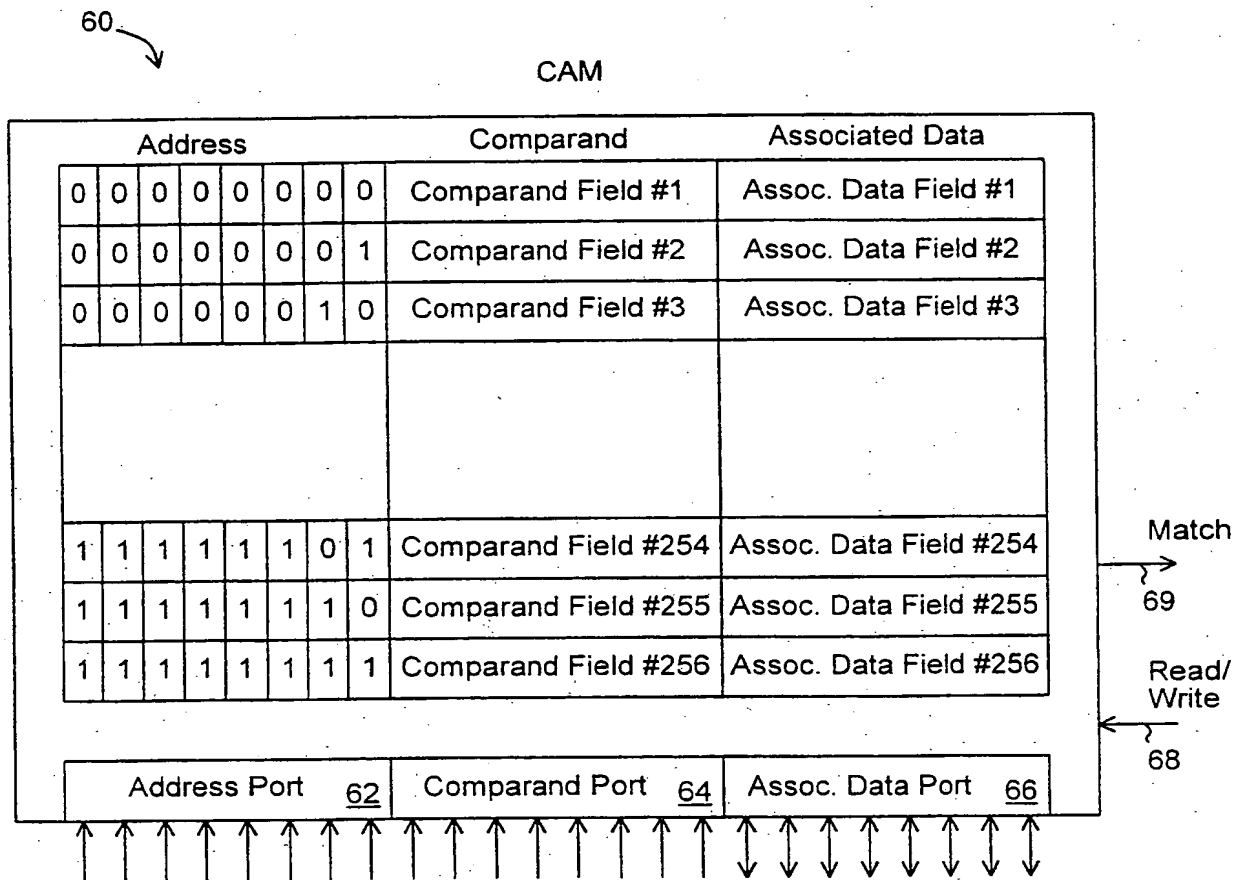 60
CAM
Address Comparand Associated Data
0 0 0 0 0 0 0 0 Comparand Field #1 Assoc. Data Field #1
0 0 0 0 0 0 0 1 Comparand Field #2 Assoc. Data Field #2
0 0 0 0 0 0 1 0 Comparand Field #3 Assoc. Data Field #3
1 1 1 1 1 1 0 1 Comparand Field #254 Assoc. Data Field #254
Match
69
1 1 1 1 1 1 1 0 Comparand Field #255 Assoc. Data Field #255
1 1 1 1 1 1 1 1 Comparand Field #256 Assoc. Data Field #256
Read/
Write
68
Address Port 62 Comparand Port 64 Assoc. Data Port 66